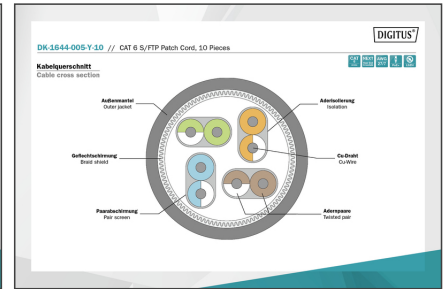 DIGITUS®
DK-1644-005-Y-10 // CAT 6 S/FTP Patch Cord, 10 Pieces
Kabelquerschnitt
Cable cross section
Außenmantel
Outer jacket
Aderisolierung
Isolation
Geflechtschirmung
Braid shield
Cu-Draht
Cu-Wire
Paarabschirmung
Pair screen
Adernpaare
Twisted pair